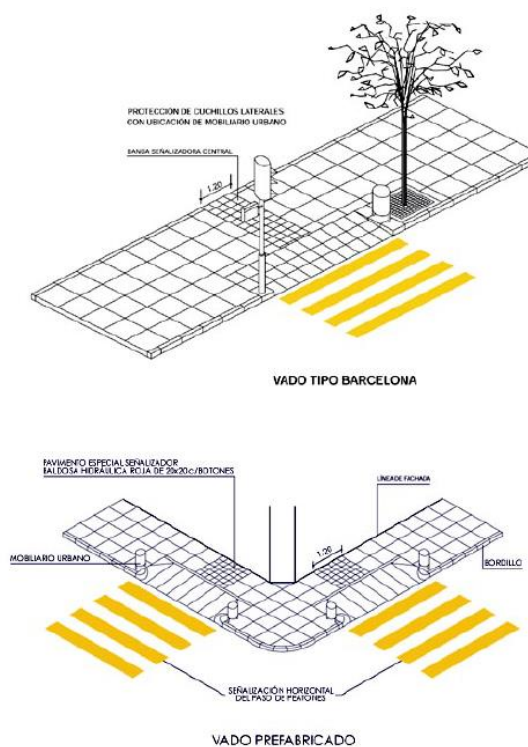 PROTECCIÓN DE CUCHILLOS LATERALES
CON UBICACIÓN DE MOBILIARIO URBANO
BANDA SEÑALIZADORA CENTRAL
1.20
VADO TIPO BARCELONA
PAVIMENTO ESPECIAL SEÑALIZADOR
BALDOSA HIDRÁULICA ROJA DE 20x20 c/BOTONES
LÍNEA DE FACHADA
1.20
MOBILIARIO URBANO
BORDILLO
SEÑALIZACIÓN HORIZONTAL
DEL PASO DE PEATONES
VADO PREFABRICADO